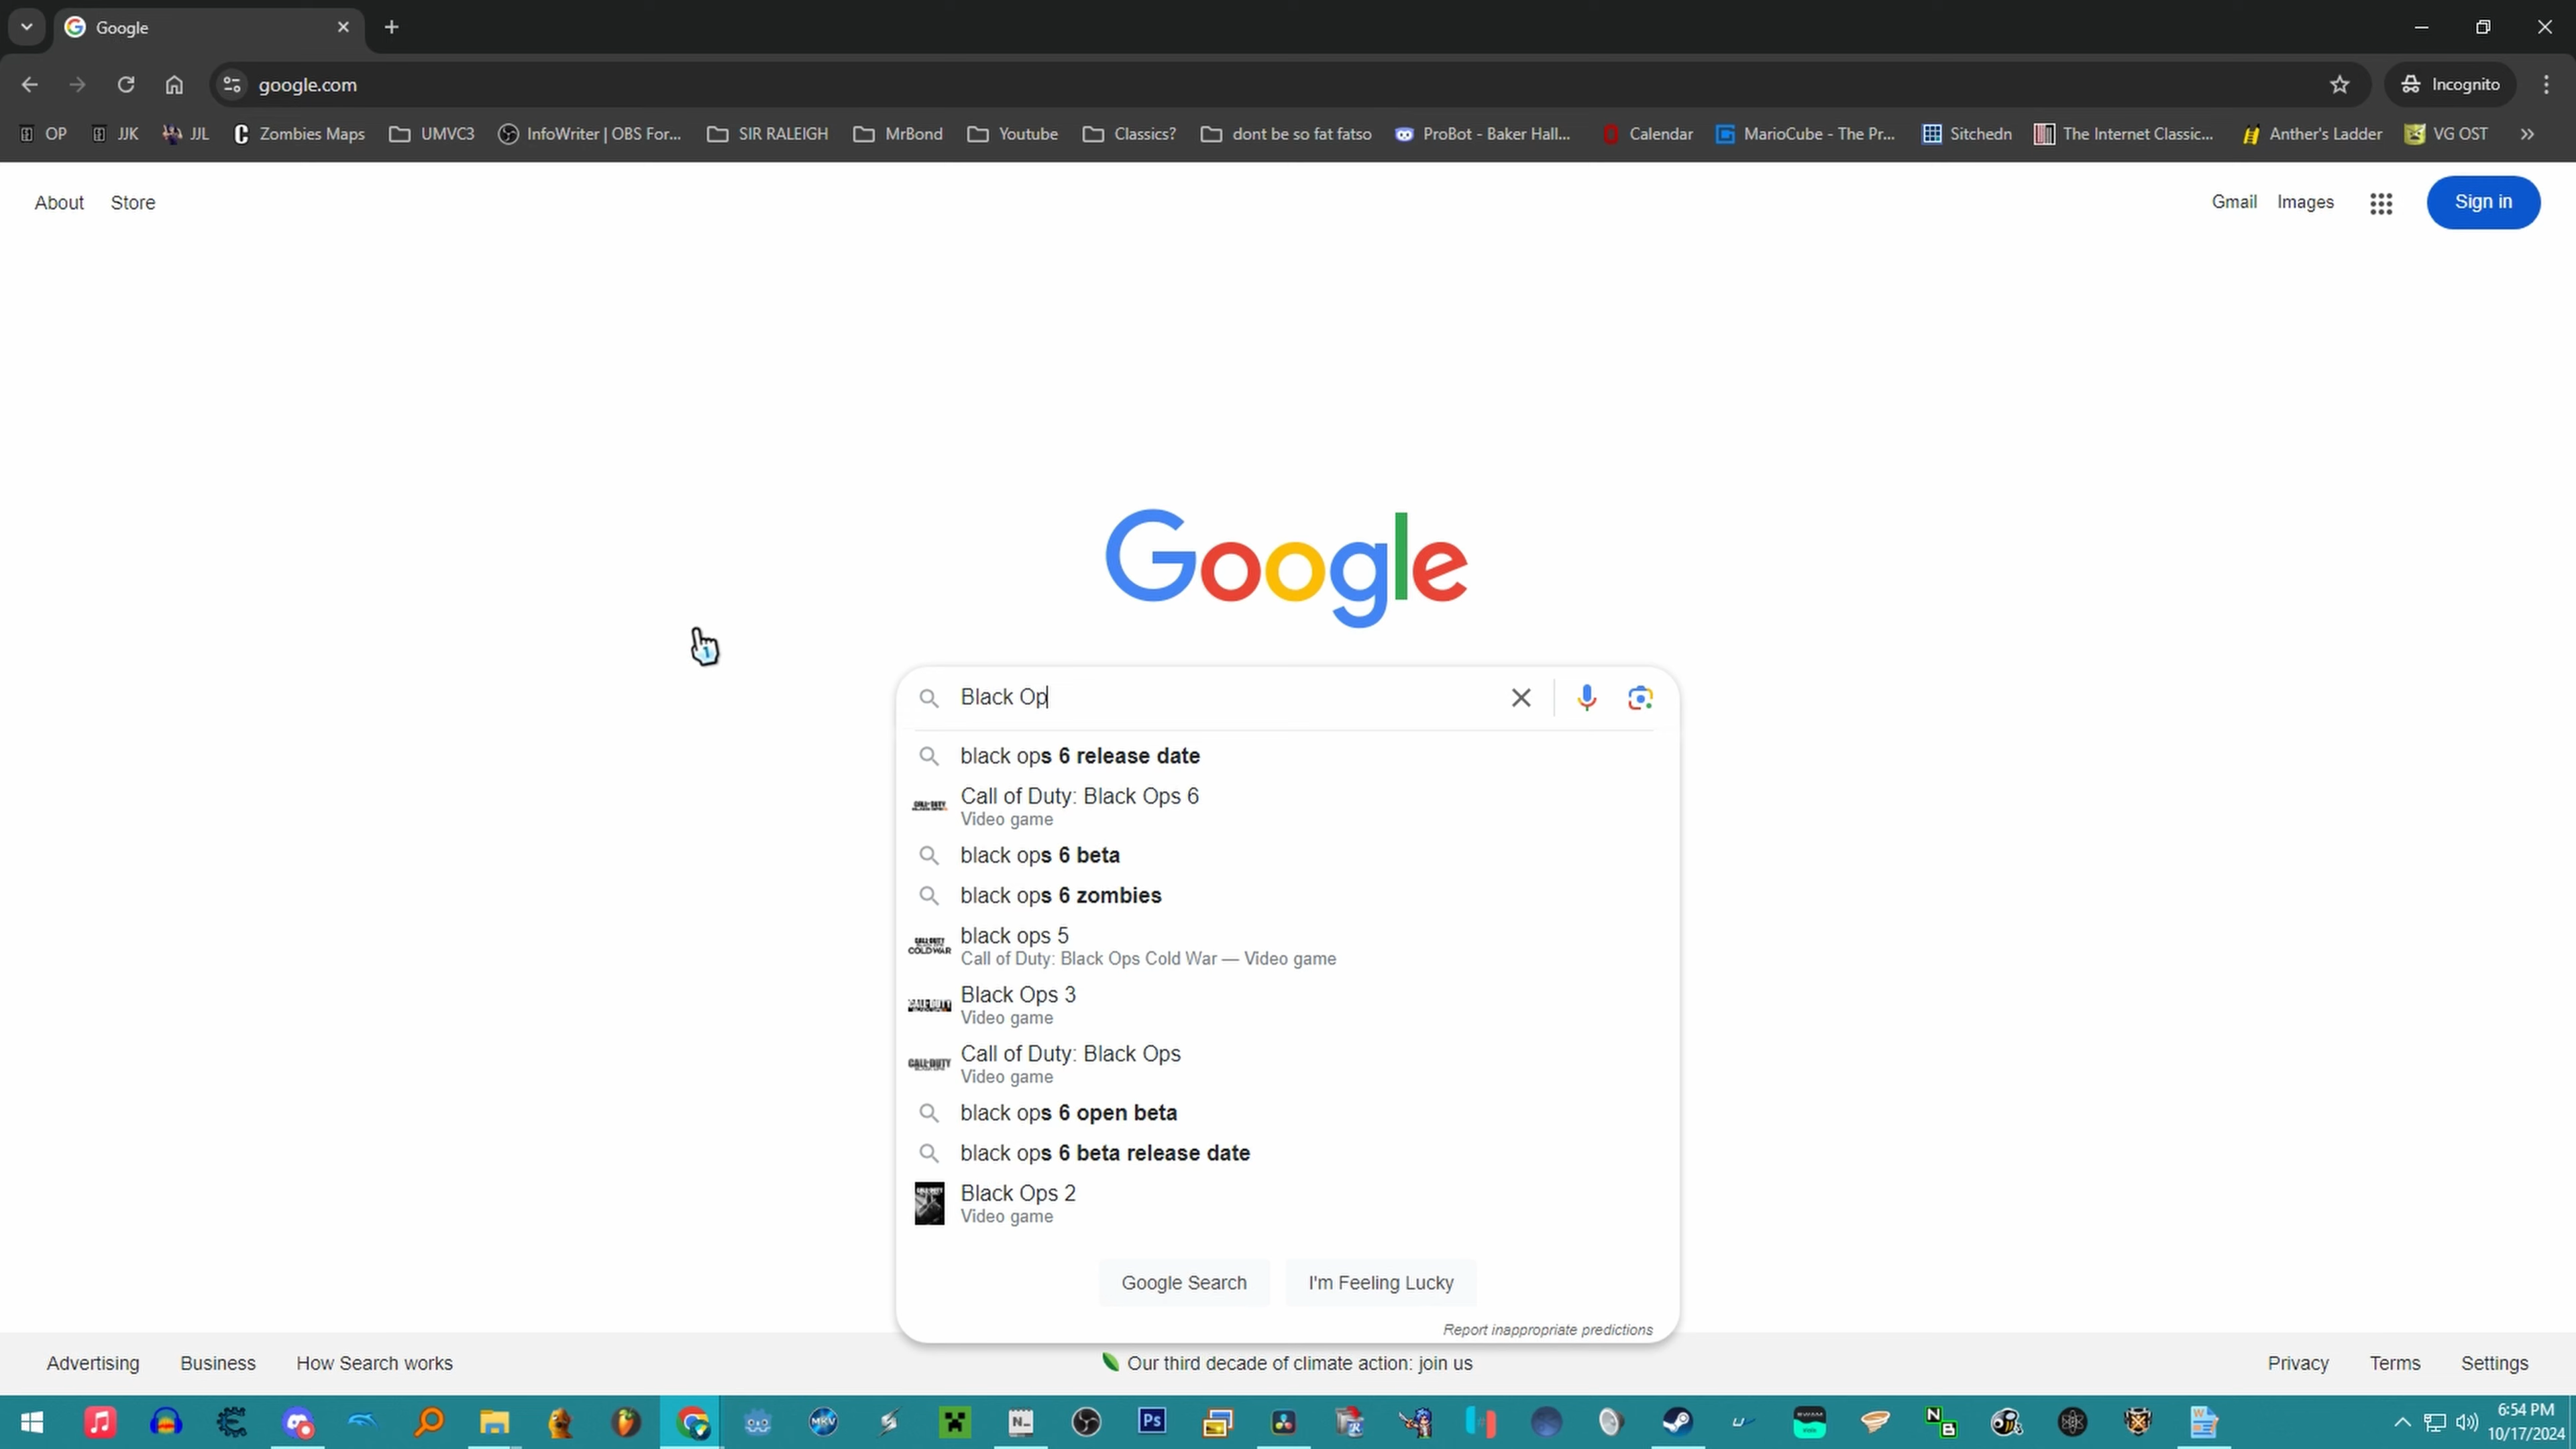 Google
google.com
Incognito
OP
JJK
JJL
Zombies Maps
UMVC3
InfoWriter | OBS For...
SIR RALEIGH
MrBond
Youtube
Classics?
dont be so fat fatso
ProBot - Baker Hall...
Calendar
MarioCube - The Pr...
Sitchedn
The Internet Classic...
Anther's Ladder
VG OST
About
Store
Gmail
Images
Sign in
Google
Black Op
black ops 6 release date
Call of Duty: Black Ops 6
Video game
black ops 6 beta
black ops 6 zombies
black ops 5
Call of Duty: Black Ops Cold War — Video game
Black Ops 3
Video game
Call of Duty: Black Ops
Video game
black ops 6 open beta
black ops 6 beta release date
Black Ops 2
Video game
Google Search
I'm Feeling Lucky
Report inappropriate predictions
Advertising
Business
How Search works
Our third decade of climate action: join us
Privacy
Terms
Settings
MKV
Ps
6:54 PM
10/17/2024